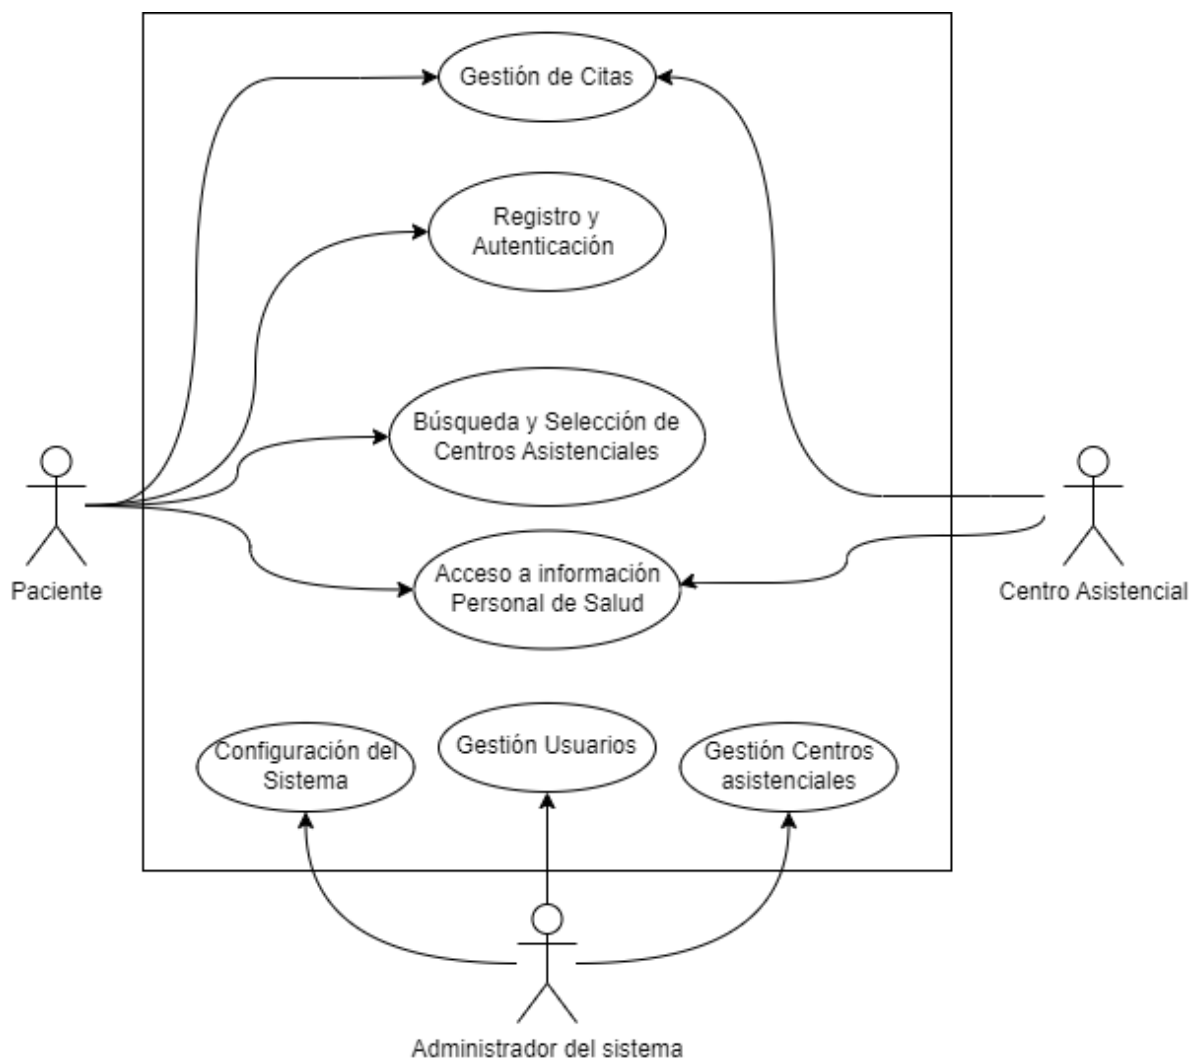 Gestión de Citas
Registro y
Autenticación
Búsqueda y Selección de
Centros Asistenciales
Paciente
Acceso a información
Personal de Salud
Centro Asistencial
Configuración del
Sistema
Gestión Usuarios
Gestión Centros
asistenciales
Administrador del sistema